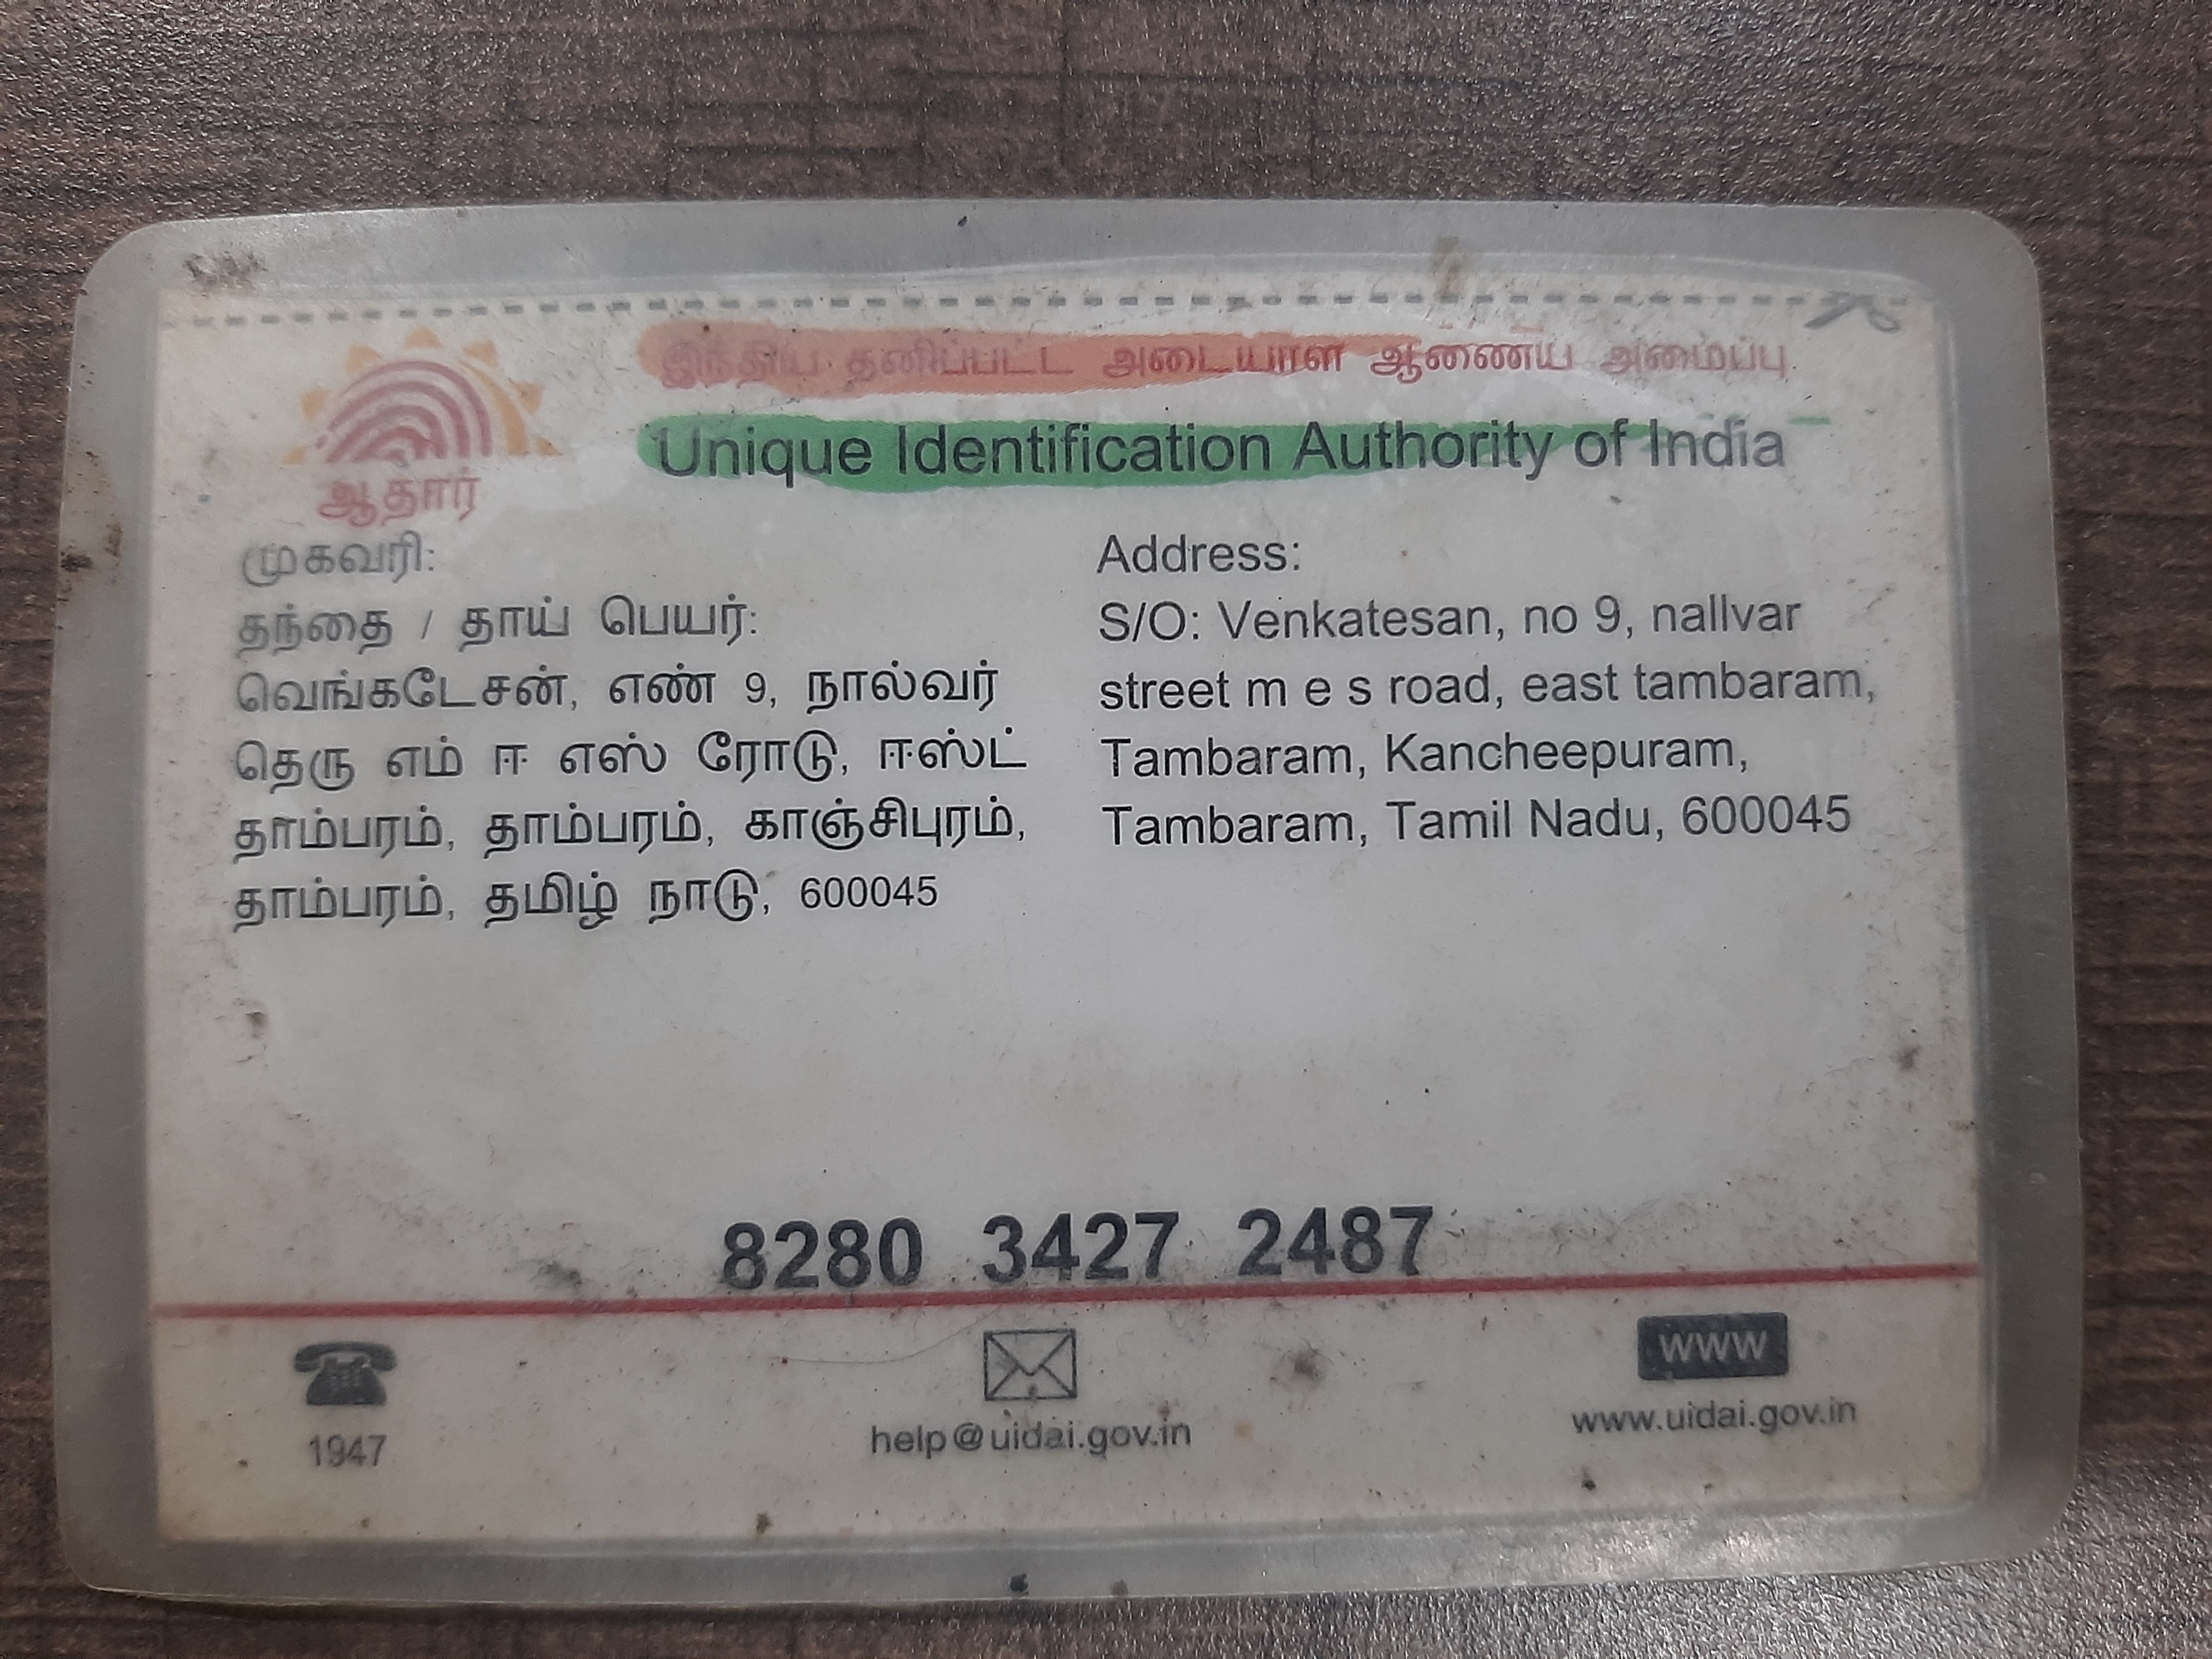 இந்திய தனிப்பட்ட அடையாள ஆணைய அமைப்பு
Unique Identification Authority of India
ஆதார்
முகவரி:
தந்தை / தாய் பெயர்:
வெங்கடேசன், எண் 9, நால்வர்
தெரு எம் ஈ எஸ் ரோடு, ஈஸ்ட்
தாம்பரம், தாம்பரம், காஞ்சிபுரம்,
தாம்பரம், தமிழ் நாடு, 600045
Address:
S/O: Venkatesan, no 9, nallvar
street m e s road, east tambaram,
Tambaram, Kancheepuram,
Tambaram, Tamil Nadu, 600045
8280 3427 2487
1947
help@uidai.gov.in
www
www.uidai.gov.in